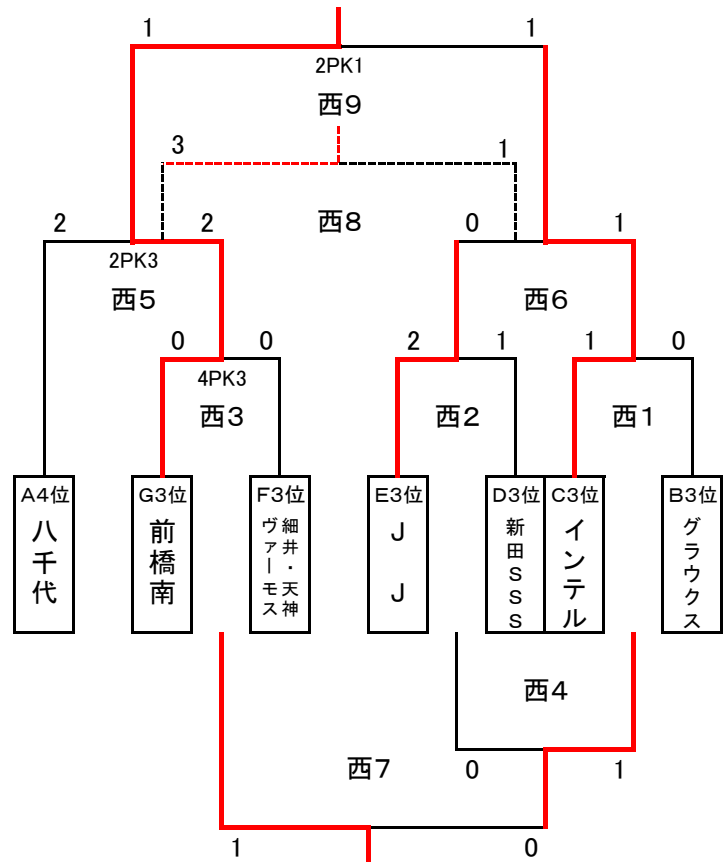 1 1
2PK1
西9
3 1
2 2 西8 0 1
2PK3
西5 西6
0 0 2 1 1 0
4PK3
西3 西2 西1
A4位
八千代
G3位
前橋南
F3位
細井・天神
ヴァーモス
E3位
JJ
D3位
新田SSS
C3位
インテル
B3位
グラウクス
西4
西7 0 1
1 0